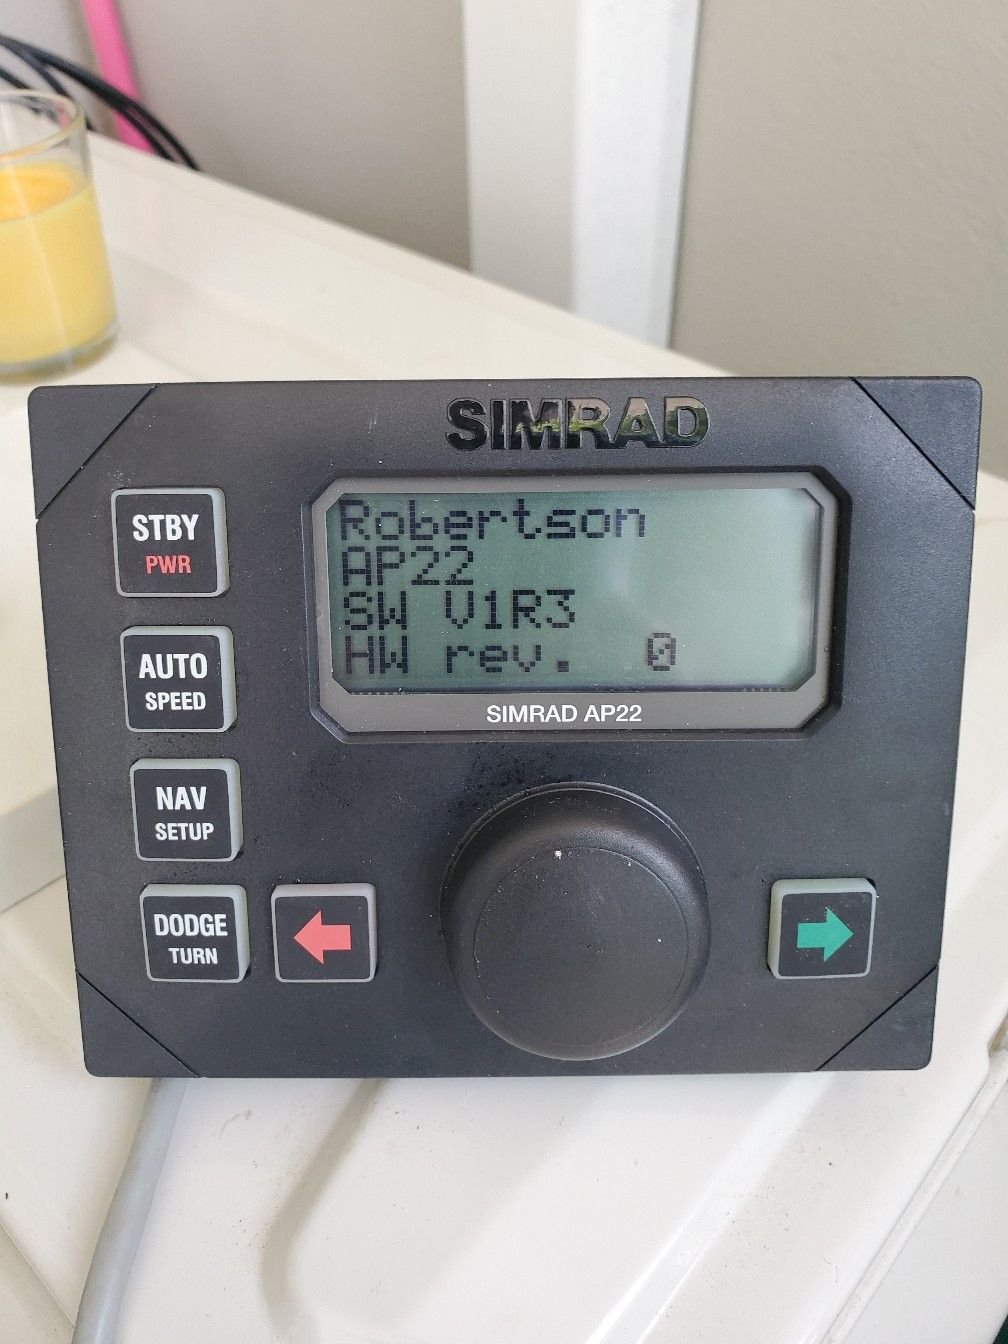 SIMRAD
Robertson
AP22
SW V1R3
HW rev. 0
SIMRAD AP22
STBY
PWR
AUTO
SPEED
NAV
SETUP
DODGE
TURN